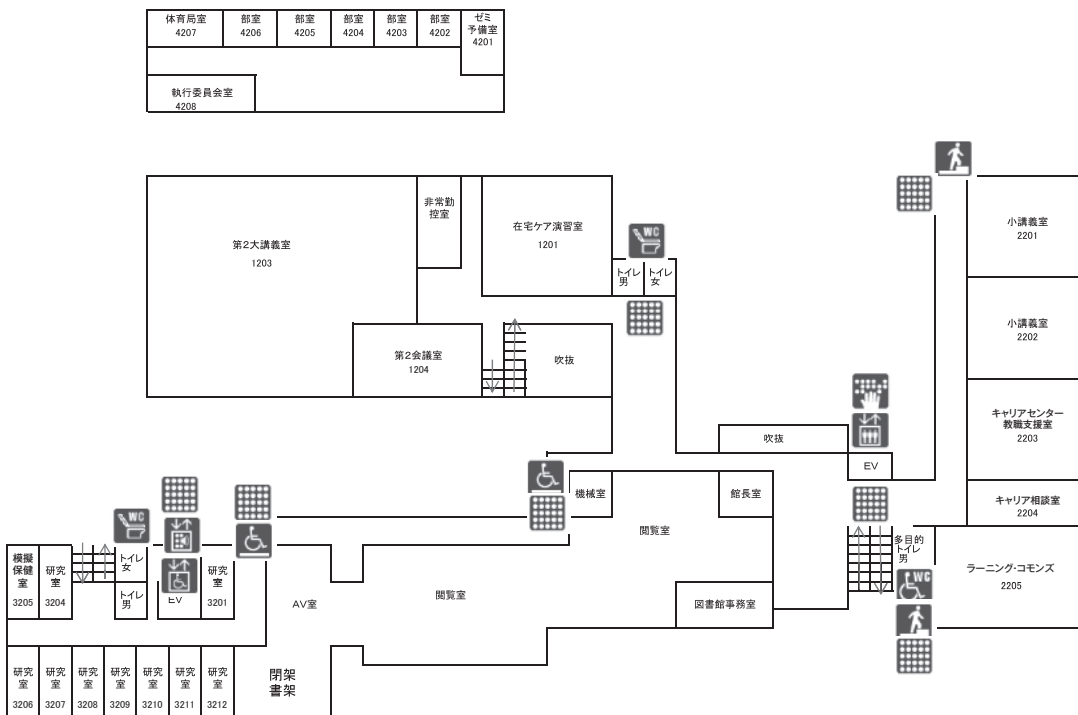 体育局室
4207
部室
4206
部室
4205
部室
4204
部室
4203
部室
4202
ゼミ
予備室
4201
執行委員会室
4208
第2大講義室
1203
非常勤
控室
在宅ケア演習室
1201
WC
トイレ
男
トイレ
女
第2会議室
1204
吹抜
小講義室
2201
小講義室
2202
キャリアセンター
教職支援室
2203
キャリア相談室
2204
吹抜
EV
機械室
館長室
閲覧室
図書館事務室
多目的
トイレ
男
WC
ラーニング・コモンズ
2205
WC
模擬
保健
室
3205
研究
室
3204
トイレ
女
トイレ
男
EV
研究
室
3201
AV室
閲覧室
研究
室
3206
研究
室
3207
研究
室
3208
研究
室
3209
研究
室
3210
研究
室
3211
研究
室
3212
閉架
書架